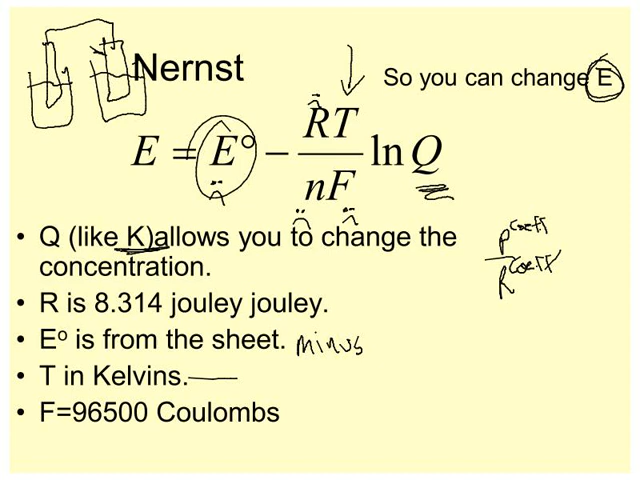 Nernst
So you can change E
E = E° − RT/nF ln Q
• Q (like K)allows you to change the
concentration.
P^coeff
R^coeff
• R is 8.314 jouley jouley.
• Eº is from the sheet. minus
• T in Kelvins.
• F=96500 Coulombs